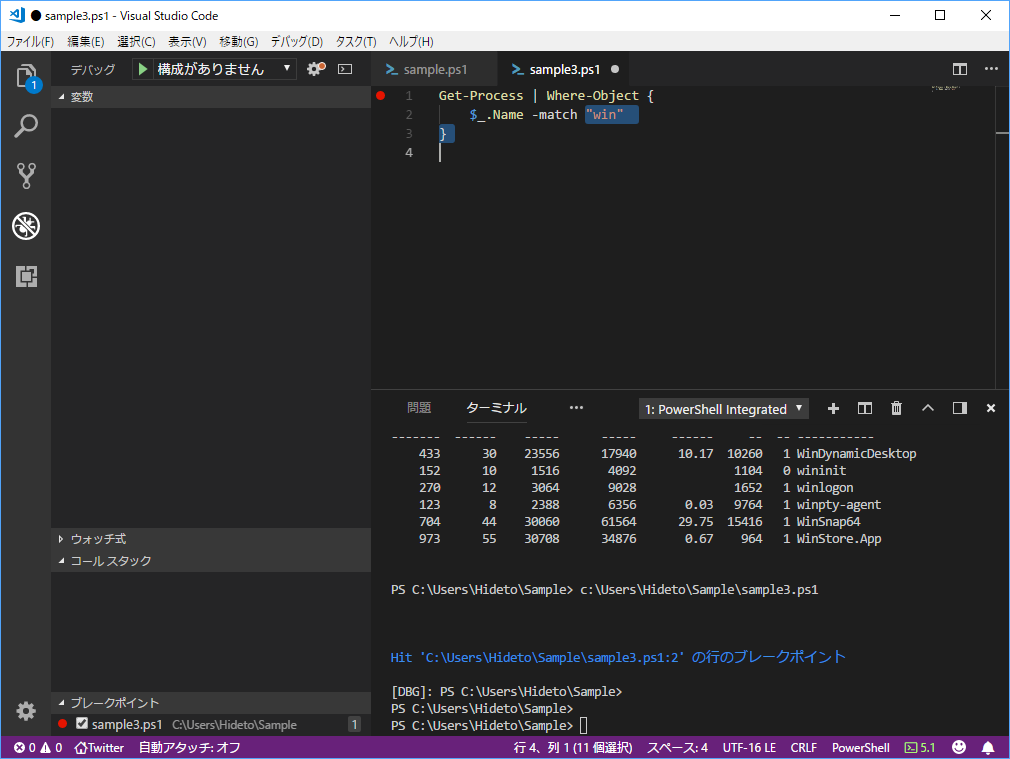 ● sample3.ps1 - Visual Studio Code
ファイル(F) 編集(E) 選択(C) 表示(V) 移動(G) デバッグ(D) タスク(T) ヘルプ(H)
1
デバッグ 構成がありません
sample.ps1 sample3.ps1 ●
変数
1 Get-Process | Where-Object {
2 $_.Name -match "win"
3 }
4
ウォッチ式
コール スタック
ブレークポイント
sample3.ps1 C:\Users\Hideto\Sample 1
問題 ターミナル ··· 1: PowerShell Integrated
------- ------ ----- ----- ------ -- -- -----------
433 30 23556 17940 10.17 10260 1 WinDynamicDesktop
152 10 1516 4092 1104 0 wininit
270 12 3064 9028 1652 1 winlogon
123 8 2388 6356 0.03 9764 1 winpty-agent
704 44 30060 61564 29.75 15416 1 WinSnap64
973 55 30708 34876 0.67 964 1 WinStore.App
PS C:\Users\Hideto\Sample> c:\Users\Hideto\Sample\sample3.ps1
Hit 'C:\Users\Hideto\Sample\sample3.ps1:2' の行のブレークポイント
[DBG]: PS C:\Users\Hideto\Sample>
PS C:\Users\Hideto\Sample>
PS C:\Users\Hideto\Sample>
0 0 Twitter 自動アタッチ: オフ 行 4、列 1 (11 個選択) スペース: 4 UTF-16 LE CRLF PowerShell 5.1